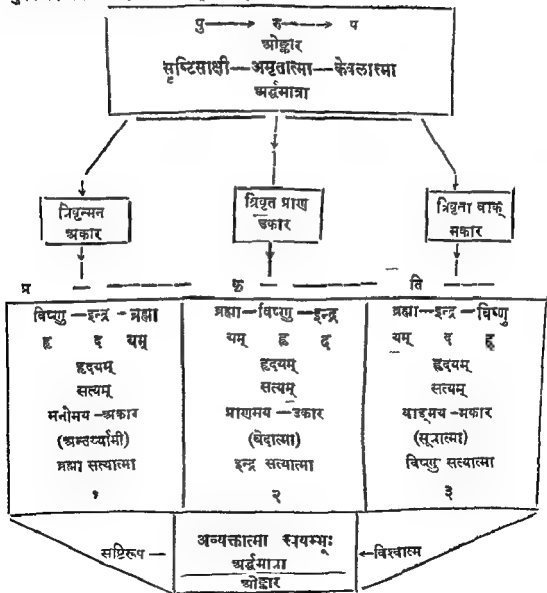 पु → रु → प
ओङ्कार
सृष्टिसाक्षी—अमृतात्मा—केवलात्मा
अर्द्धमात्रा
त्रिवृन्मन
अकार
त्रिवृत प्राण
उकार
त्रिवृता वाक्
मकार
प्र — — कृ — — ति
विष्णु—इन्द्र—ब्रह्मा
हृ द यम्
हृदयम्
सत्यम्
मनोमय—अकार
(अन्तर्य्यामी)
ब्रह्मा सत्यात्मा
१
ब्रह्मा—विष्णु—इन्द्र
यम् हृ द
हृदयम्
सत्यम्
प्राणमय—उकार
(वेदात्मा)
इन्द्र सत्यात्मा
२
ब्रह्मा—इन्द्र—विष्णु
यम् द हृ
हृदयम्
सत्यम्
वाङ्मय—मकार
(सूत्रात्मा)
विष्णु सत्यात्मा
३
सृष्टिरूप—
अव्यक्तात्मा स्वयम्भूः
अर्द्धमात्रा
ओङ्कार
←विश्वात्म